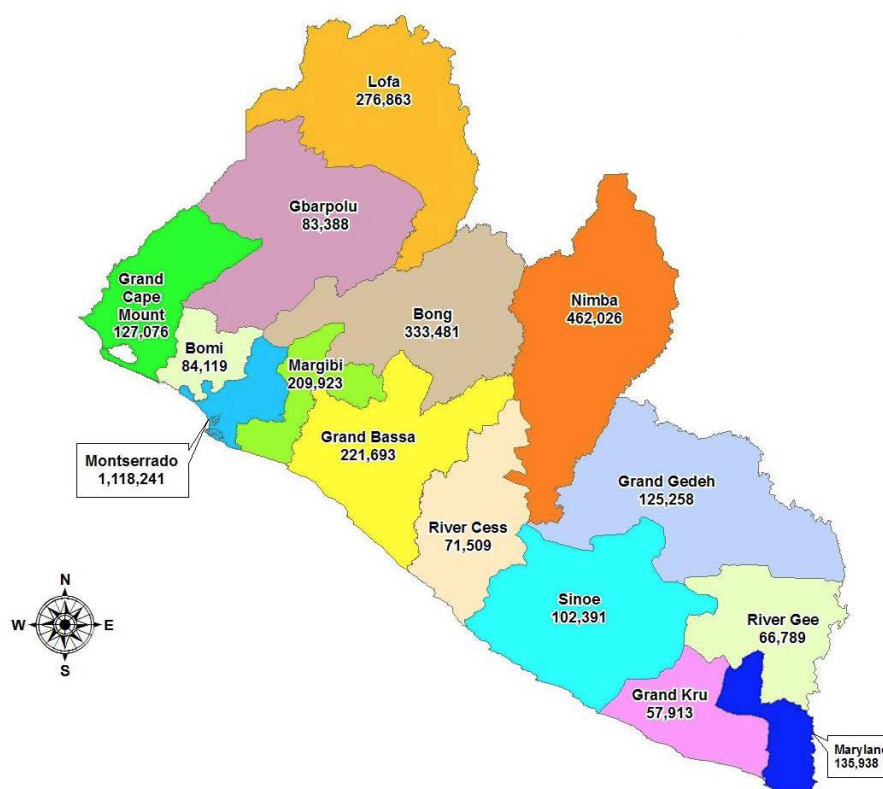 Lofa
276,863
Gbarpolu
83,388
Grand
Cape
Mount
127,076
Bong
333,481
Nimba
462,026
Bomi
84,119
Margibi
209,923
Grand Bassa
221,693
Montserrado
1,118,241
Grand Gedeh
125,258
River Cess
71,509
Sinoe
102,391
River Gee
66,789
Grand Kru
57,913
Maryland
135,938
N
W
E
S